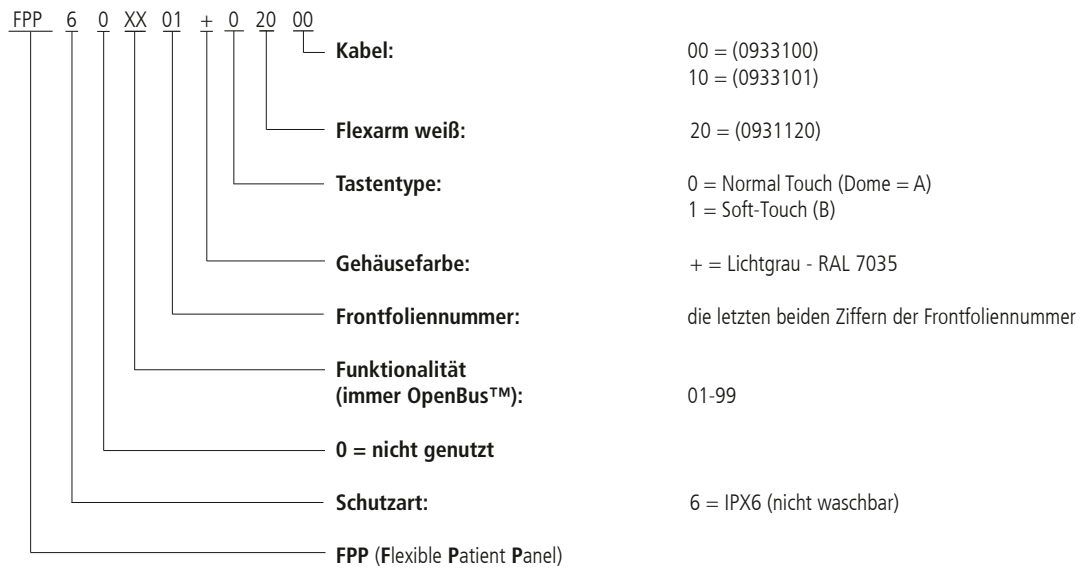 FPP 6 0 XX 01 + 0 20 00
Kabel: 00 = (0933100)
10 = (0933101)
Flexarm weiß: 20 = (0931120)
Tastentype: 0 = Normal Touch (Dome = A)
1 = Soft-Touch (B)
Gehäusefarbe: + = Lichtgrau - RAL 7035
Frontfoliennummer: die letzten beiden Ziffern der Frontfoliennummer
Funktionalität
(immer OpenBus™): 01-99
0 = nicht genutzt
Schutzart: 6 = IPX6 (nicht waschbar)
FPP (Flexible Patient Panel)